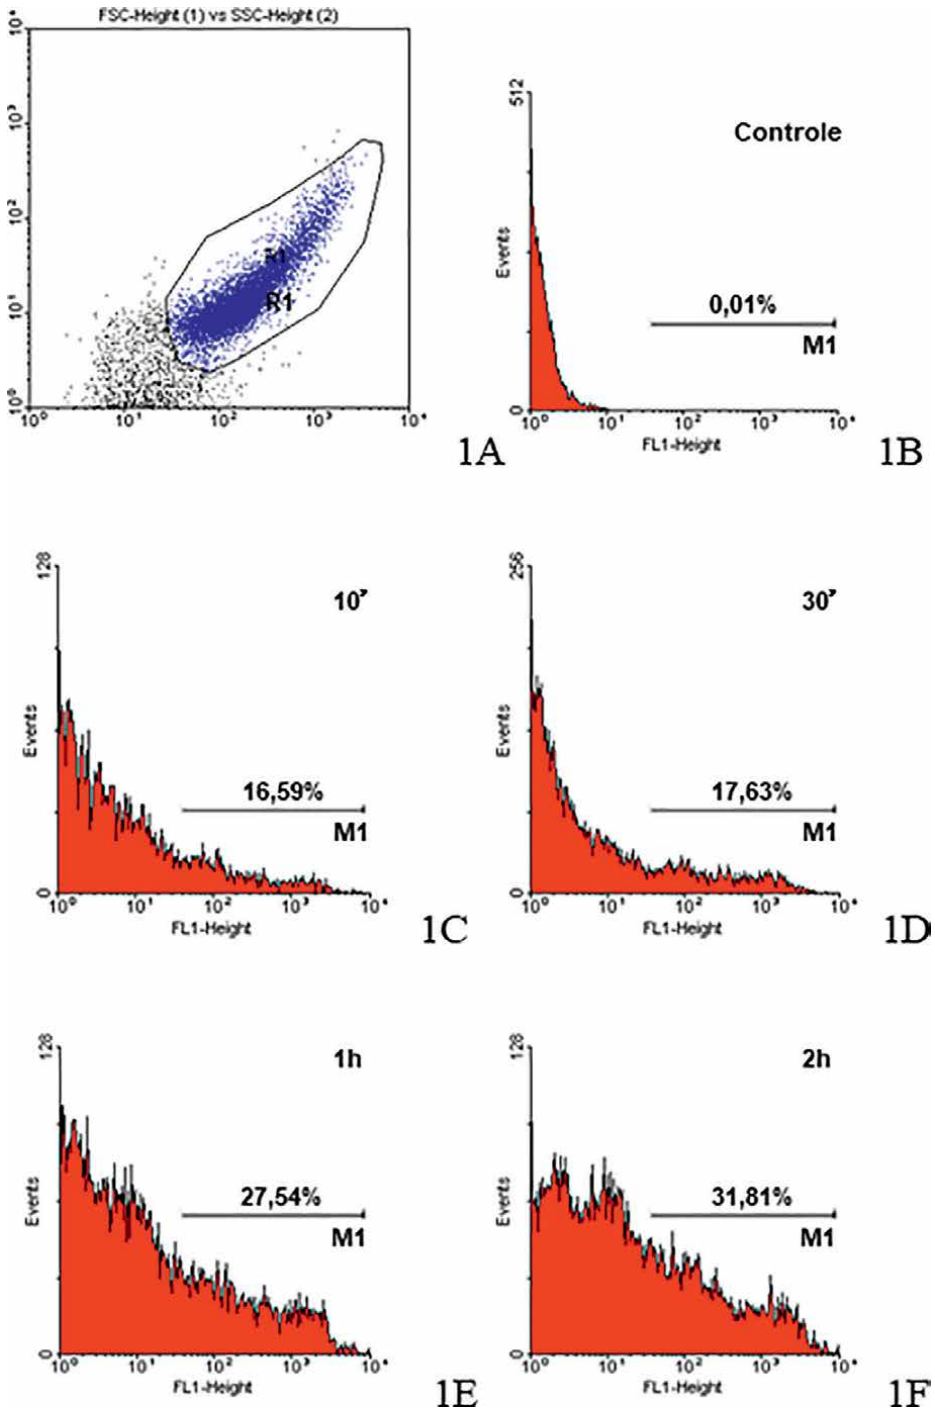 FSC-Height (1) vs SSC-Height (2)
10⁴
10³
10²
10¹
10⁰
R1
R1
10⁰ 10¹ 10² 10³ 10⁴
1A
512
Events
0
Controle
0,01%
M1
10⁰ 10¹ 10² 10³ 10⁴
FL1-Height
1B
128
Events
0
10’
16,59%
M1
10⁰ 10¹ 10² 10³ 10⁴
FL1-Height
1C
256
Events
0
30’
17,63%
M1
10⁰ 10¹ 10² 10³ 10⁴
FL1-Height
1D
128
Events
0
1h
27,54%
M1
10⁰ 10¹ 10² 10³ 10⁴
FL1-Height
1E
128
Events
0
2h
31,81%
M1
10⁰ 10¹ 10² 10³ 10⁴
FL1-Height
1F